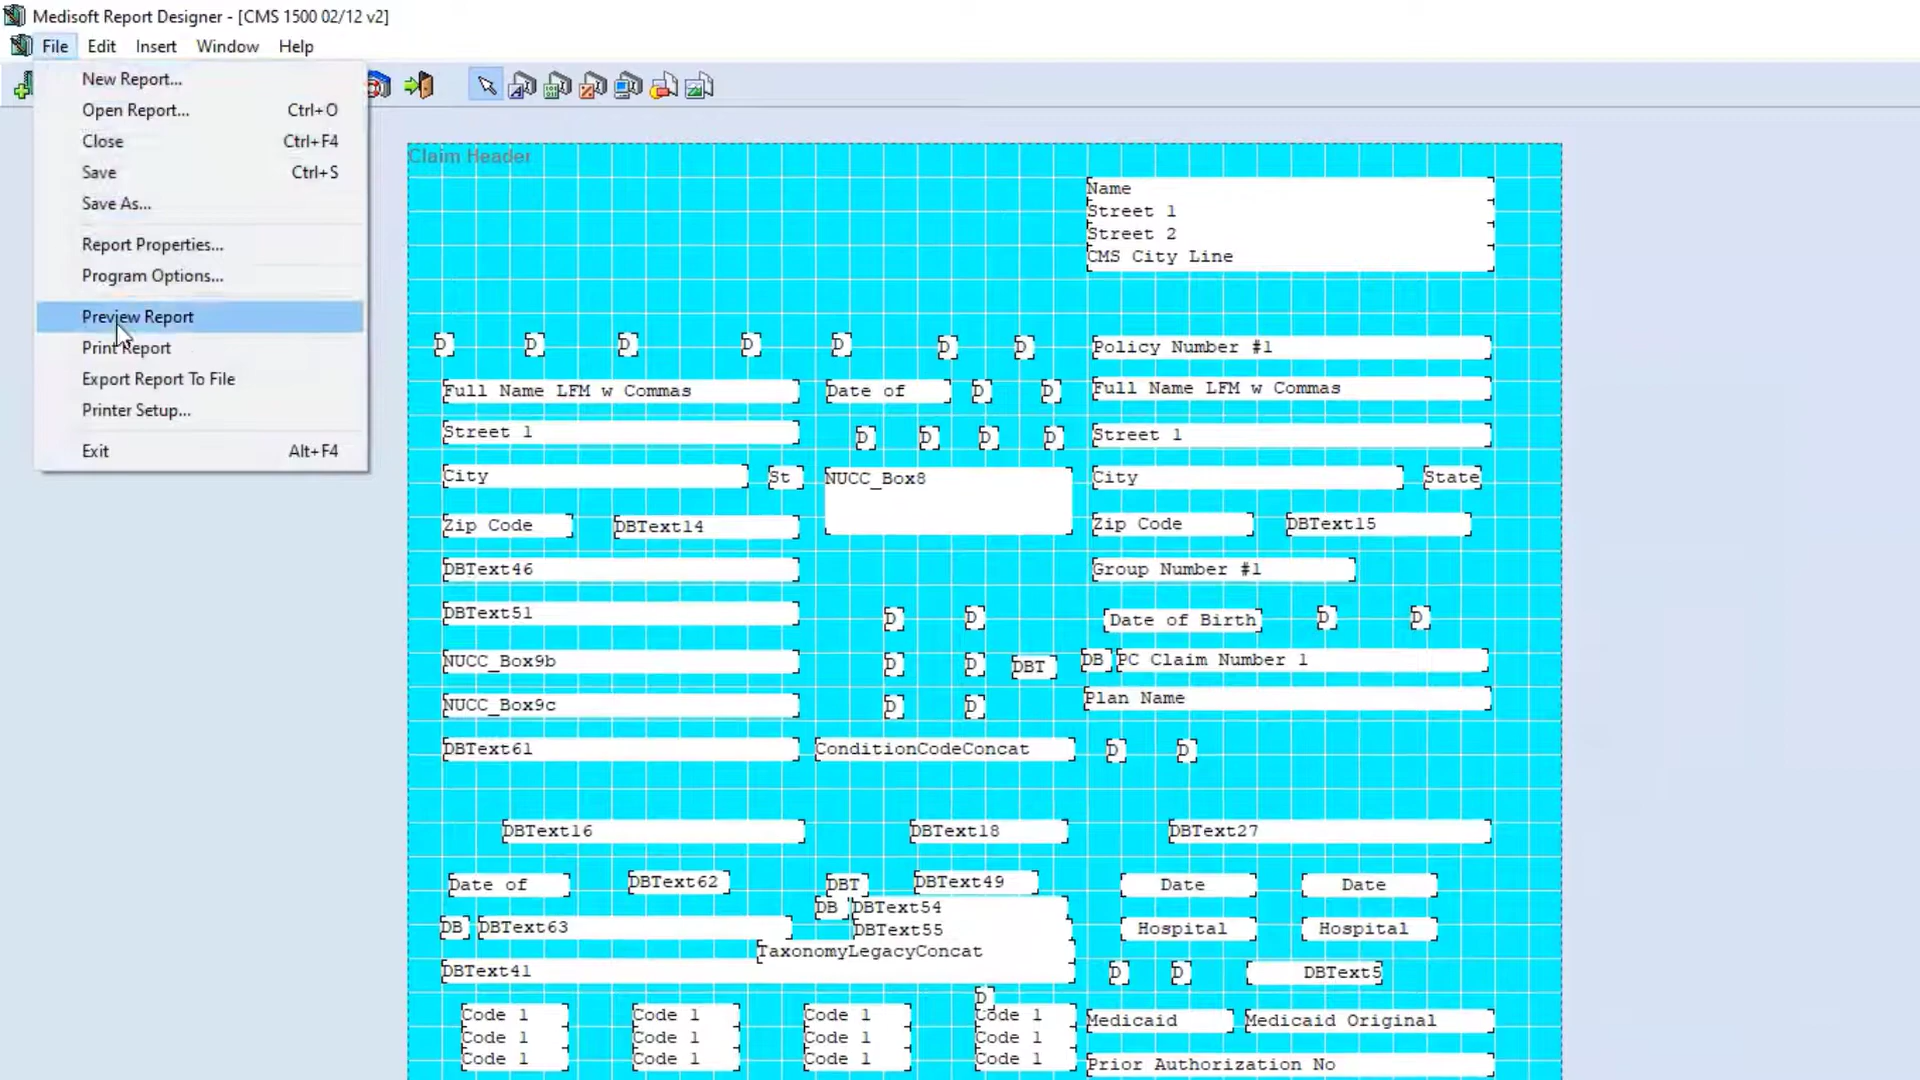 Medisoft Report Designer - [CMS 1500 02/12 v2]
File Edit Insert Window Help
New Report...
Open Report... Ctrl+O
Close Ctrl+F4
Save Ctrl+S
Save As...
Report Properties...
Program Options...
Preview Report
Print Report
Export Report To File
Printer Setup...
Exit Alt+F4
Claim Header
Name
Street 1
Street 2
CMS City Line
D D D D D D D Policy Number #1
Full Name LFM w Commas Date of D D Full Name LFM w Commas
Street 1 D D D D Street 1
City St NUCC_Box8 City State
Zip Code DBText14 Zip Code DBText15
DBText46 Group Number #1
DBText51 D D Date of Birth D D
NUCC_Box9b D D DBT DB PC Claim Number 1
NUCC_Box9c D D Plan Name
DBText61 ConditionCodeConcat D D
DBText16 DBText18 DBText27
Date of DBText62 DBT DBText49 Date Date
DB DBText54
DB DBText63 DBText55 Hospital Hospital
TaxonomyLegacyConcat
DBText41 D D DBText5
D
Code 1 Code 1 Code 1 Code 1 Medicaid Medicaid Original
Code 1 Code 1 Code 1 Code 1
Code 1 Code 1 Code 1 Code 1 Prior Authorization No